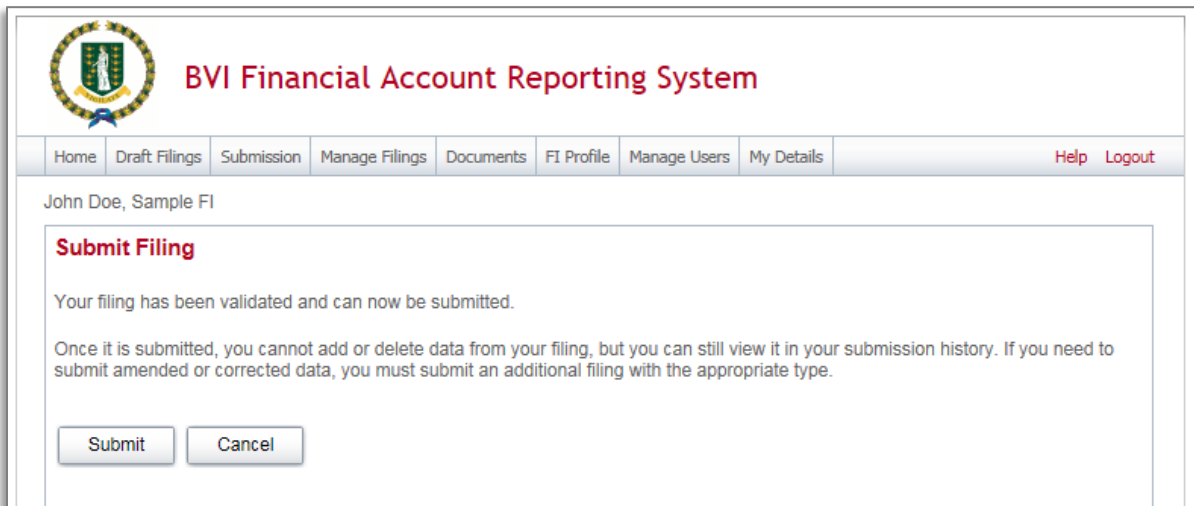 BVI Financial Account Reporting System
Home Draft Filings Submission Manage Filings Documents FI Profile Manage Users My Details Help Logout
John Doe, Sample FI
Submit Filing
Your filing has been validated and can now be submitted.
Once it is submitted, you cannot add or delete data from your filing, but you can still view it in your submission history. If you need to
submit amended or corrected data, you must submit an additional filing with the appropriate type.
Submit Cancel